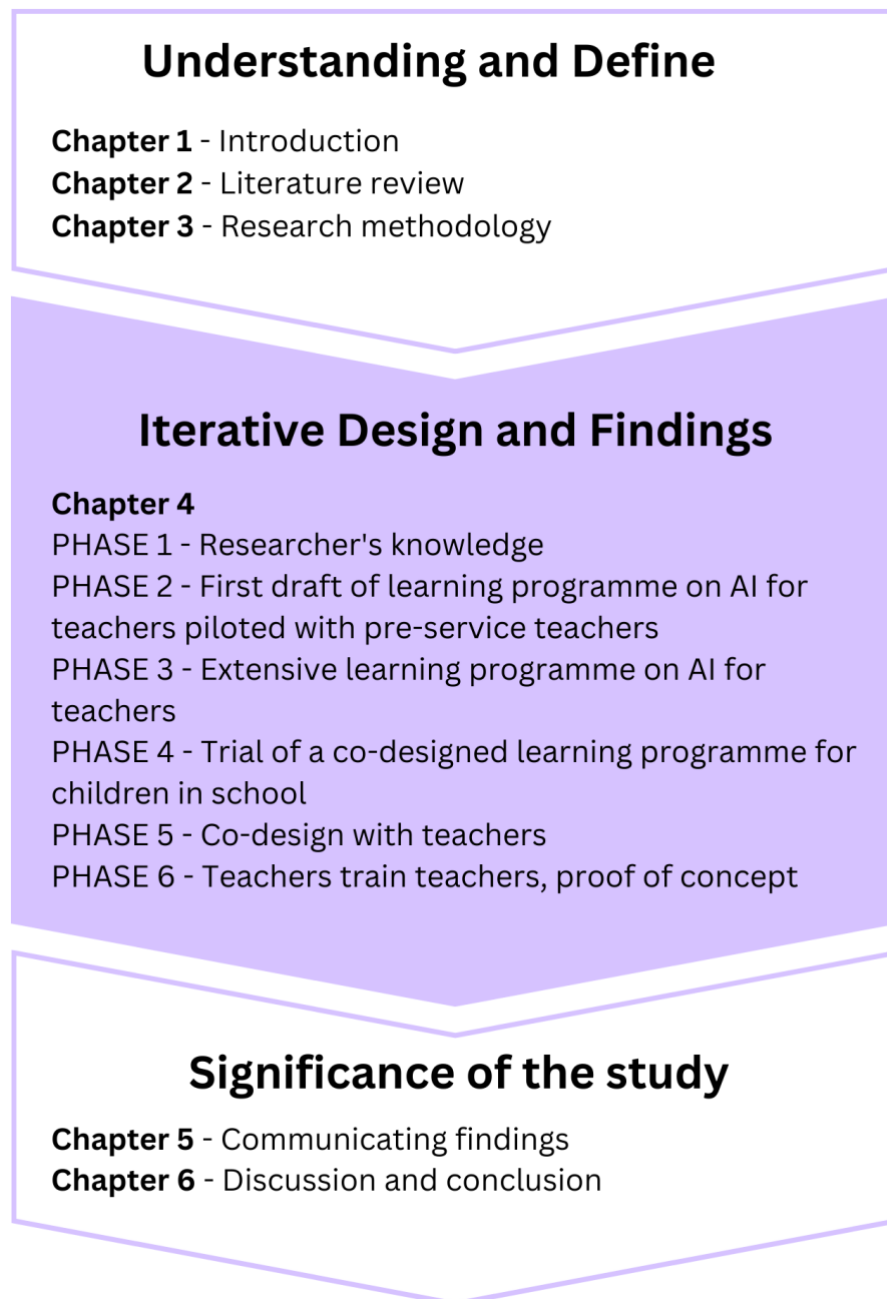 Understanding and Define
Chapter 1 - Introduction
Chapter 2 - Literature review
Chapter 3 - Research methodology
Iterative Design and Findings
Chapter 4
PHASE 1 - Researcher's knowledge
PHASE 2 - First draft of learning programme on AI for
teachers piloted with pre-service teachers
PHASE 3 - Extensive learning programme on AI for
teachers
PHASE 4 - Trial of a co-designed learning programme for
children in school
PHASE 5 - Co-design with teachers
PHASE 6 - Teachers train teachers, proof of concept
Significance of the study
Chapter 5 - Communicating findings
Chapter 6 - Discussion and conclusion